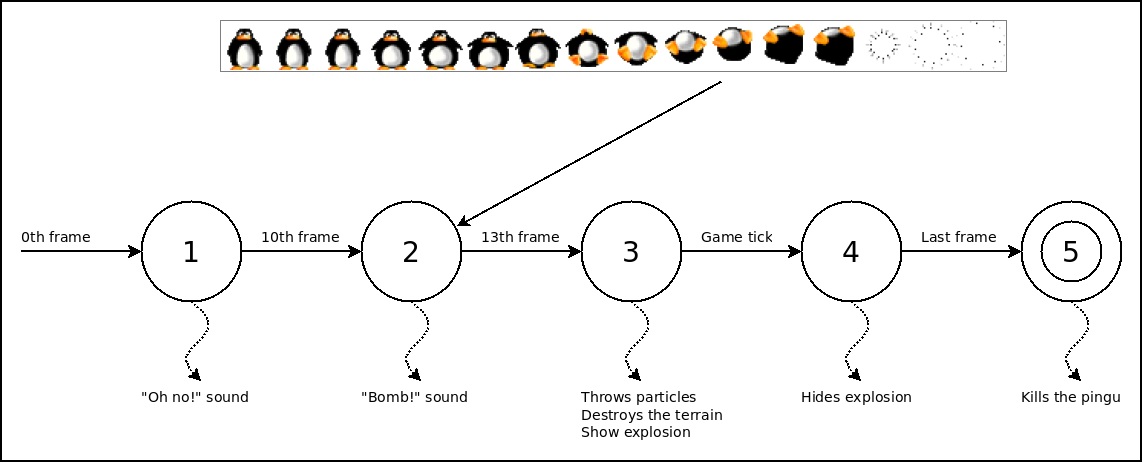 0th frame
1
10th frame
2
13th frame
3
Game tick
4
Last frame
5
"Oh no!" sound
"Bomb!" sound
Throws particles
Destroys the terrain
Show explosion
Hides explosion
Kills the pingu